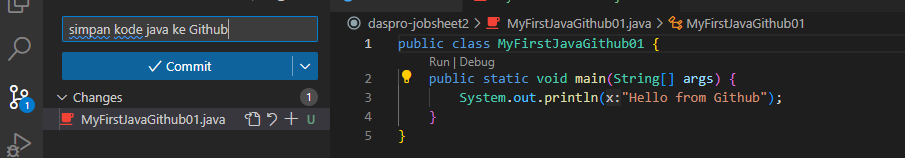 simpan kode java ke Github
Commit
Changes 1
MyFirstJavaGithub01.java U
1
daspro-jobsheet2 > MyFirstJavaGithub01.java > MyFirstJavaGithub01
1 public class MyFirstJavaGithub01 {
Run | Debug
2 public static void main(String[] args) {
3 System.out.println(x:"Hello from Github");
4 }
5 }